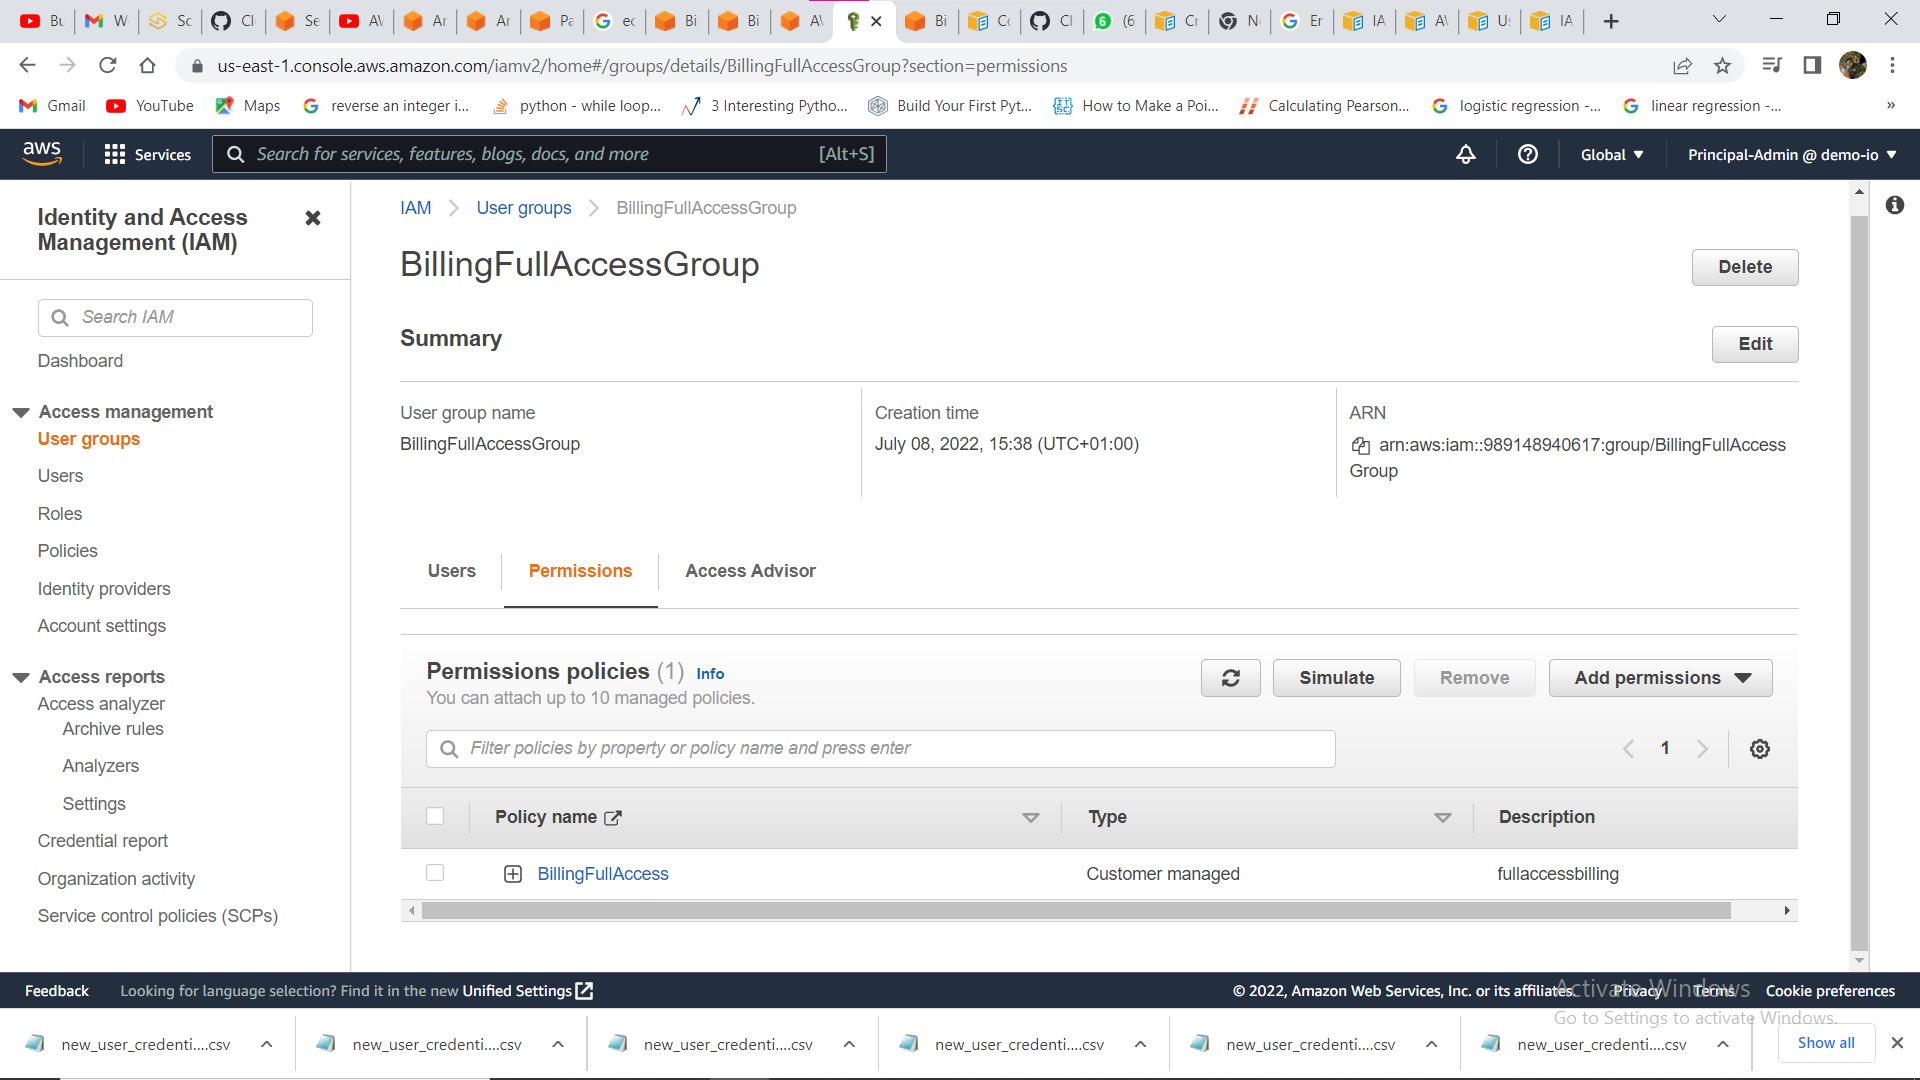 Bu
W
Sc
Cl
Se
AV
Ar
Ar
Pa
ec
Bi
Bi
AV
Bi
Cc
Cl
(6
Cr
N
Er
IA
AV
Us
IA
us-east-1.console.aws.amazon.com/iamv2/home#/groups/details/BillingFullAccessGroup?section=permissions
Gmail
YouTube
Maps
reverse an integer i...
python - while loop...
3 Interesting Pytho...
Build Your First Pyt...
How to Make a Poi...
Calculating Pearson...
logistic regression -...
linear regression -...
»
aws
Services
Search for services, features, blogs, docs, and more
[Alt+S]
Global
Principal-Admin @ demo-io
Identity and Access
Management (IAM)
Search IAM
Dashboard
Access management
User groups
Users
Roles
Policies
Identity providers
Account settings
Access reports
Access analyzer
Archive rules
Analyzers
Settings
Credential report
Organization activity
Service control policies (SCPs)
IAM
User groups
BillingFullAccessGroup
BillingFullAccessGroup
Delete
Summary
Edit
User group name
BillingFullAccessGroup
Creation time
July 08, 2022, 15:38 (UTC+01:00)
ARN
arn:aws:iam::989148940617:group/BillingFullAccess
Group
Users
Permissions
Access Advisor
Permissions policies (1) Info
You can attach up to 10 managed policies.
Simulate
Remove
Add permissions
Filter policies by property or policy name and press enter
1
Policy name
Type
Description
BillingFullAccess
Customer managed
fullaccessbilling
Feedback
Looking for language selection? Find it in the new Unified Settings
© 2022, Amazon Web Services, Inc. or its affiliates.
Privacy
Terms
Cookie preferences
Activate Windows
Go to Settings to activate Windows.
new_user_credenti....csv
new_user_credenti....csv
new_user_credenti....csv
new_user_credenti....csv
new_user_credenti....csv
new_user_credenti....csv
Show all